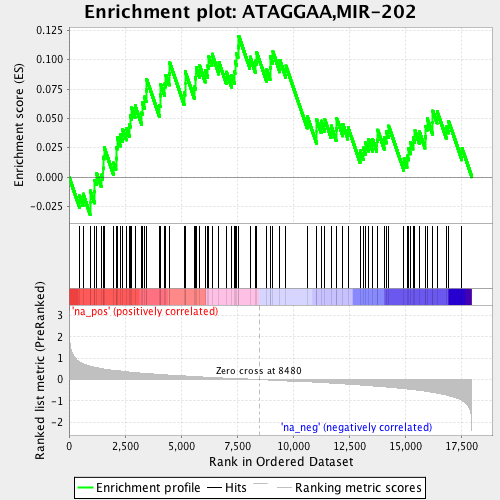 Enrichment plot: ATAGGAA,MIR-202
Enrichment score (ES)
0.125
0.100
0.075
0.050
0.025
0.000
-0.025
'na_pos' (positively correlated)
Zero cross at 8480
'na_neg' (negatively correlated)
Ranked list metric (PreRanked)
3
2
1
0
-1
-2
0 2,500 5,000 7,500 10,000 12,500 15,000 17,500
Rank in Ordered Dataset
Enrichment profile Hits Ranking metric scores